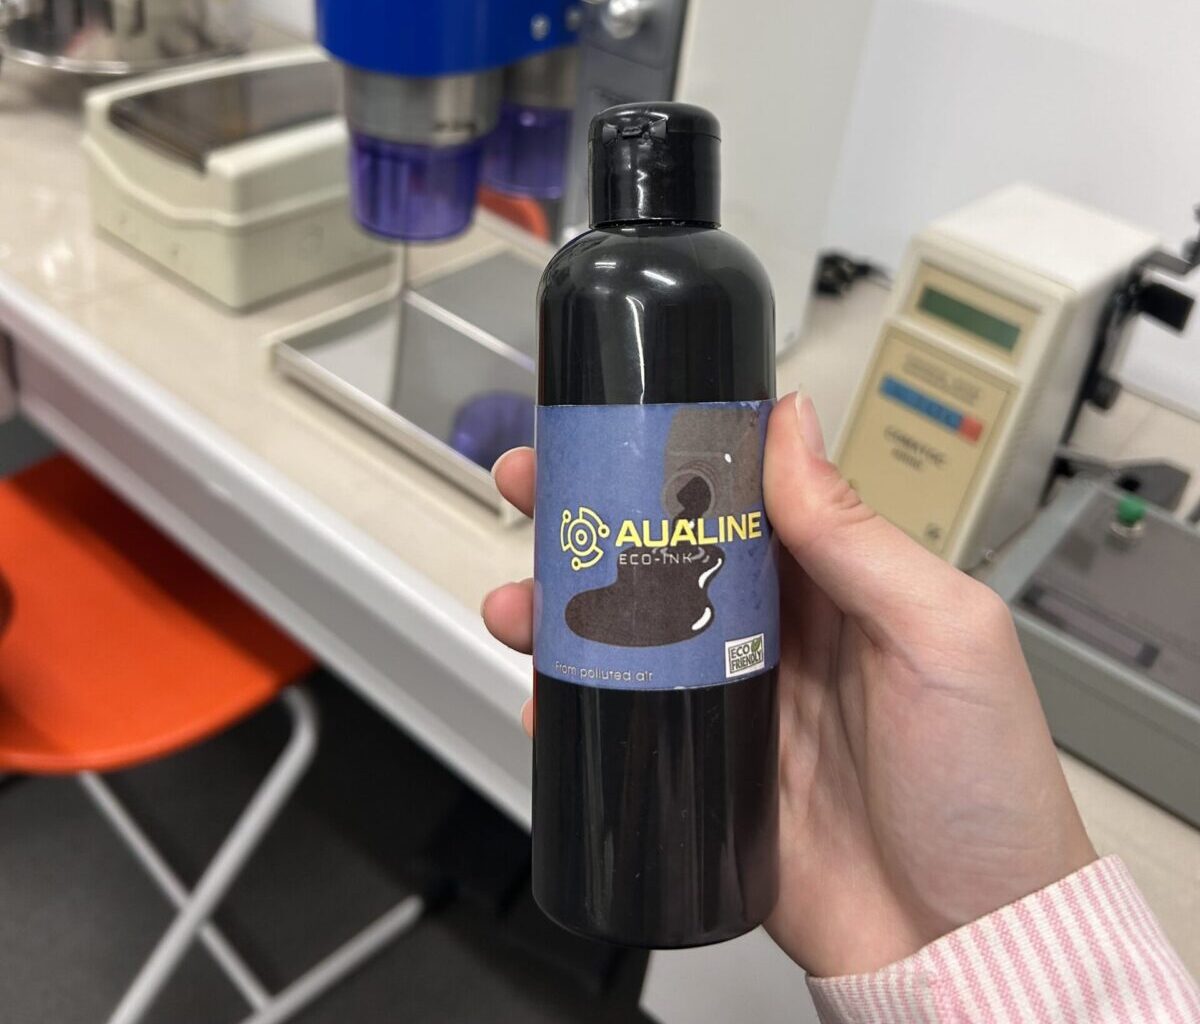 AUALINE
ECO-INK
ECO
FRIENDLY
From polluted air